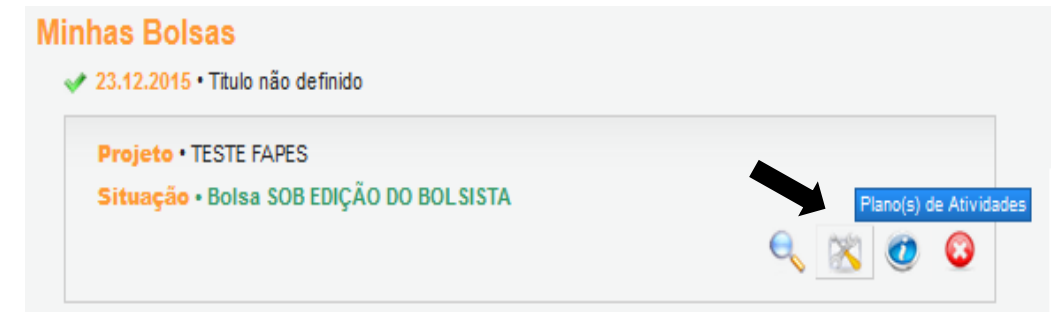 Minhas Bolsas
23.12.2015 • Titulo não definido
Projeto • TESTE FAPES
Situação • Bolsa SOB EDIÇÃO DO BOLSISTA
Plano(s) de Atividades